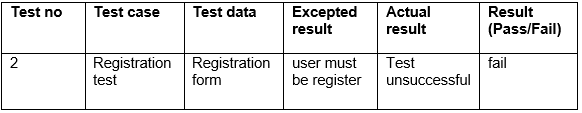 Test no Test case Test data Excepted result Actual result Result (Pass/Fail)
2 Registration test Registration form user must be register Test unsuccessful fail